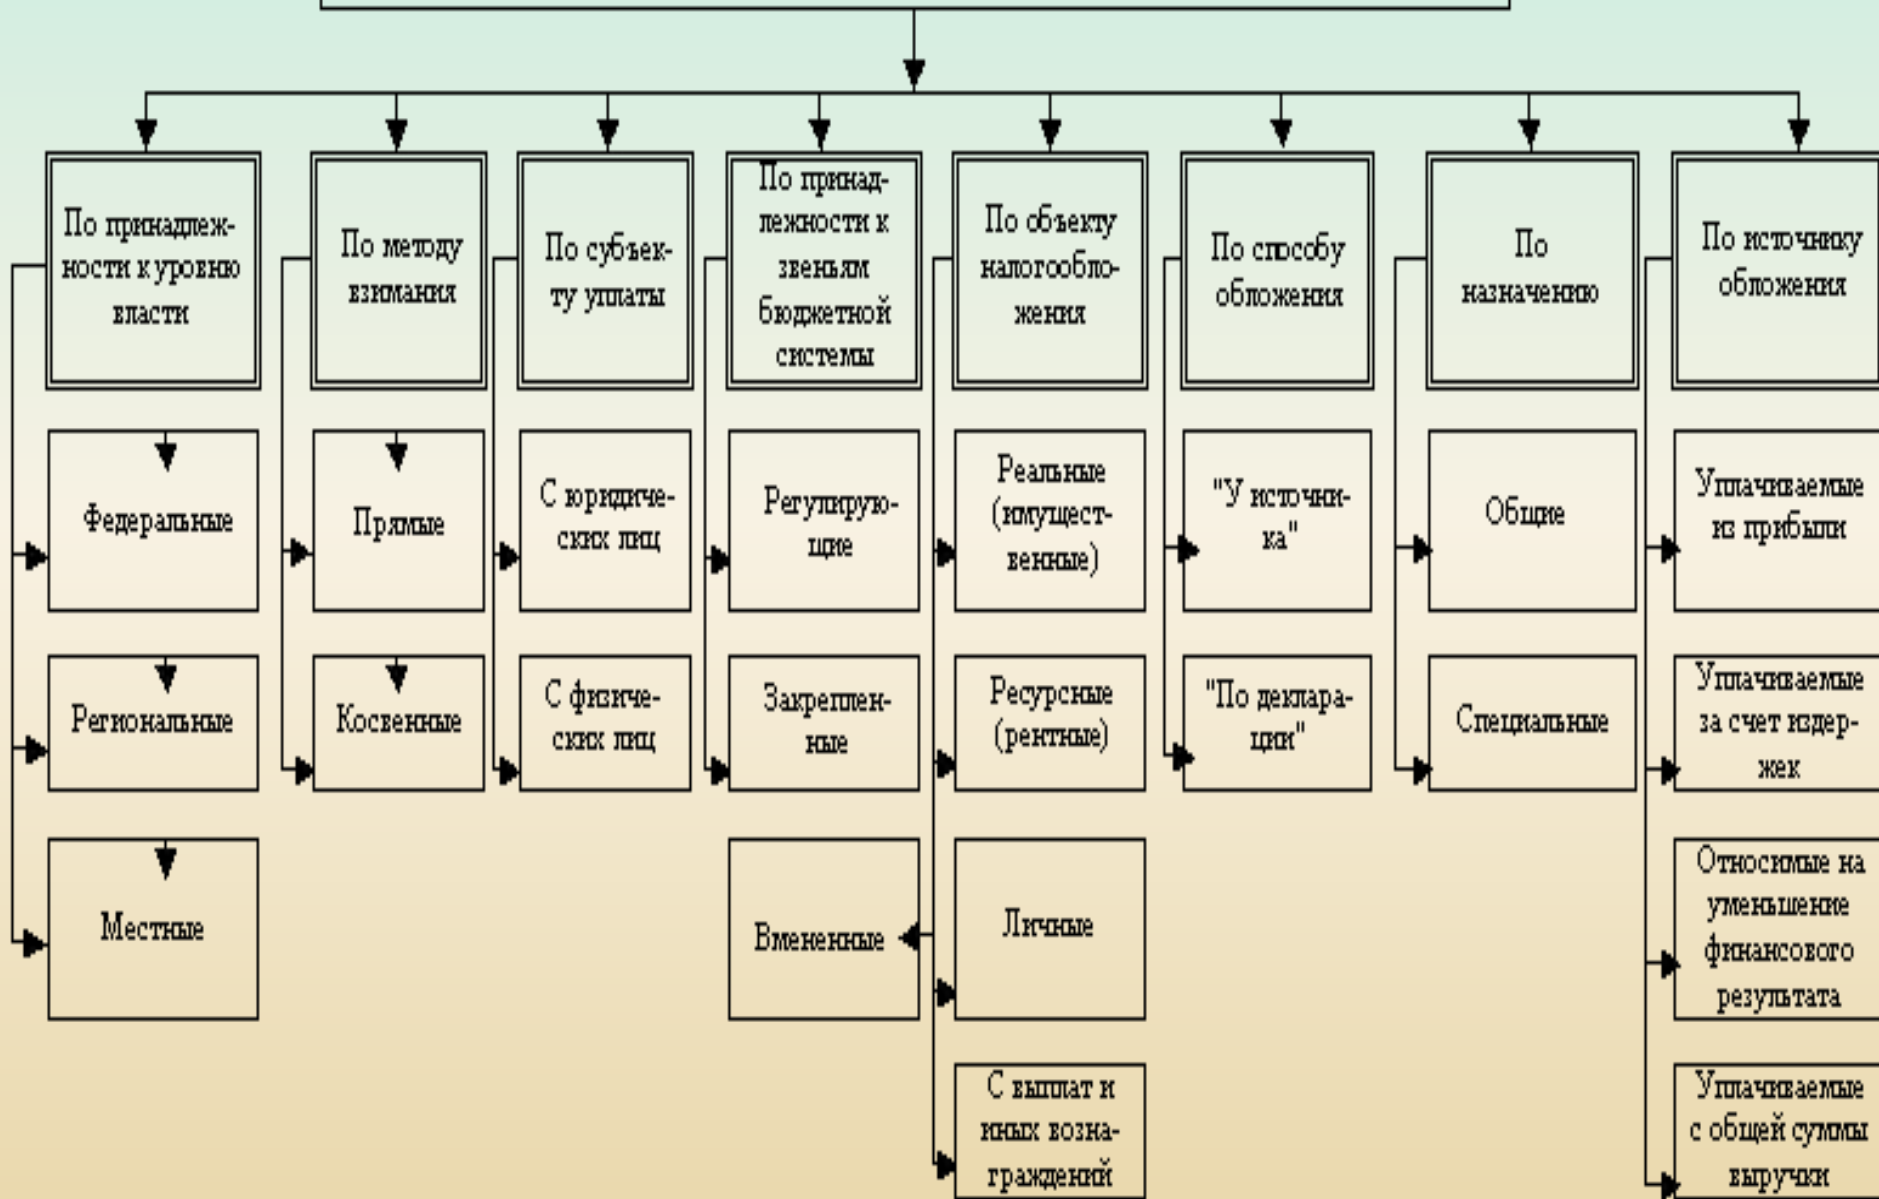 По принадлеж-
ности к уровню
власти
По методу
взимания
По субъек-
ту уплаты
По принад-
лежности к
звеньям
бюджетной
системы
По объекту
налогообло-
жения
По способу
обложения
По
назначению
По источнику
обложения
Федеральные
Прямые
С юридиче-
ских лиц
Регулирую-
щие
Реальные
(имущест-
венные)
"У источни-
ка"
Общие
Уплачиваемые
из прибыли
Региональные
Косвенные
С физиче-
ских лиц
Закреплен-
ные
Ресурсные
(рентные)
"По деклара-
ции"
Специальные
Уплачиваемые
за счет издер-
жек
Местные
Вмененные
Личные
Относимые на
уменьшение
финансового
результата
С выплат и
иных возна-
граждений
Уплачиваемые
с общей суммы
выручки